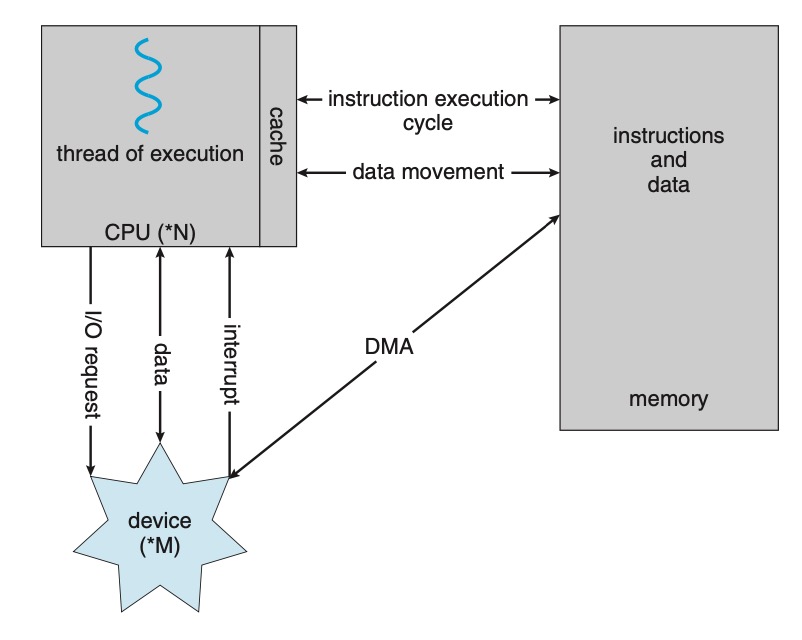 thread of execution
cache
CPU (*N)
instruction execution
cycle
data movement
instructions
and
data
memory
I/O request
data
interrupt
DMA
device
(*M)